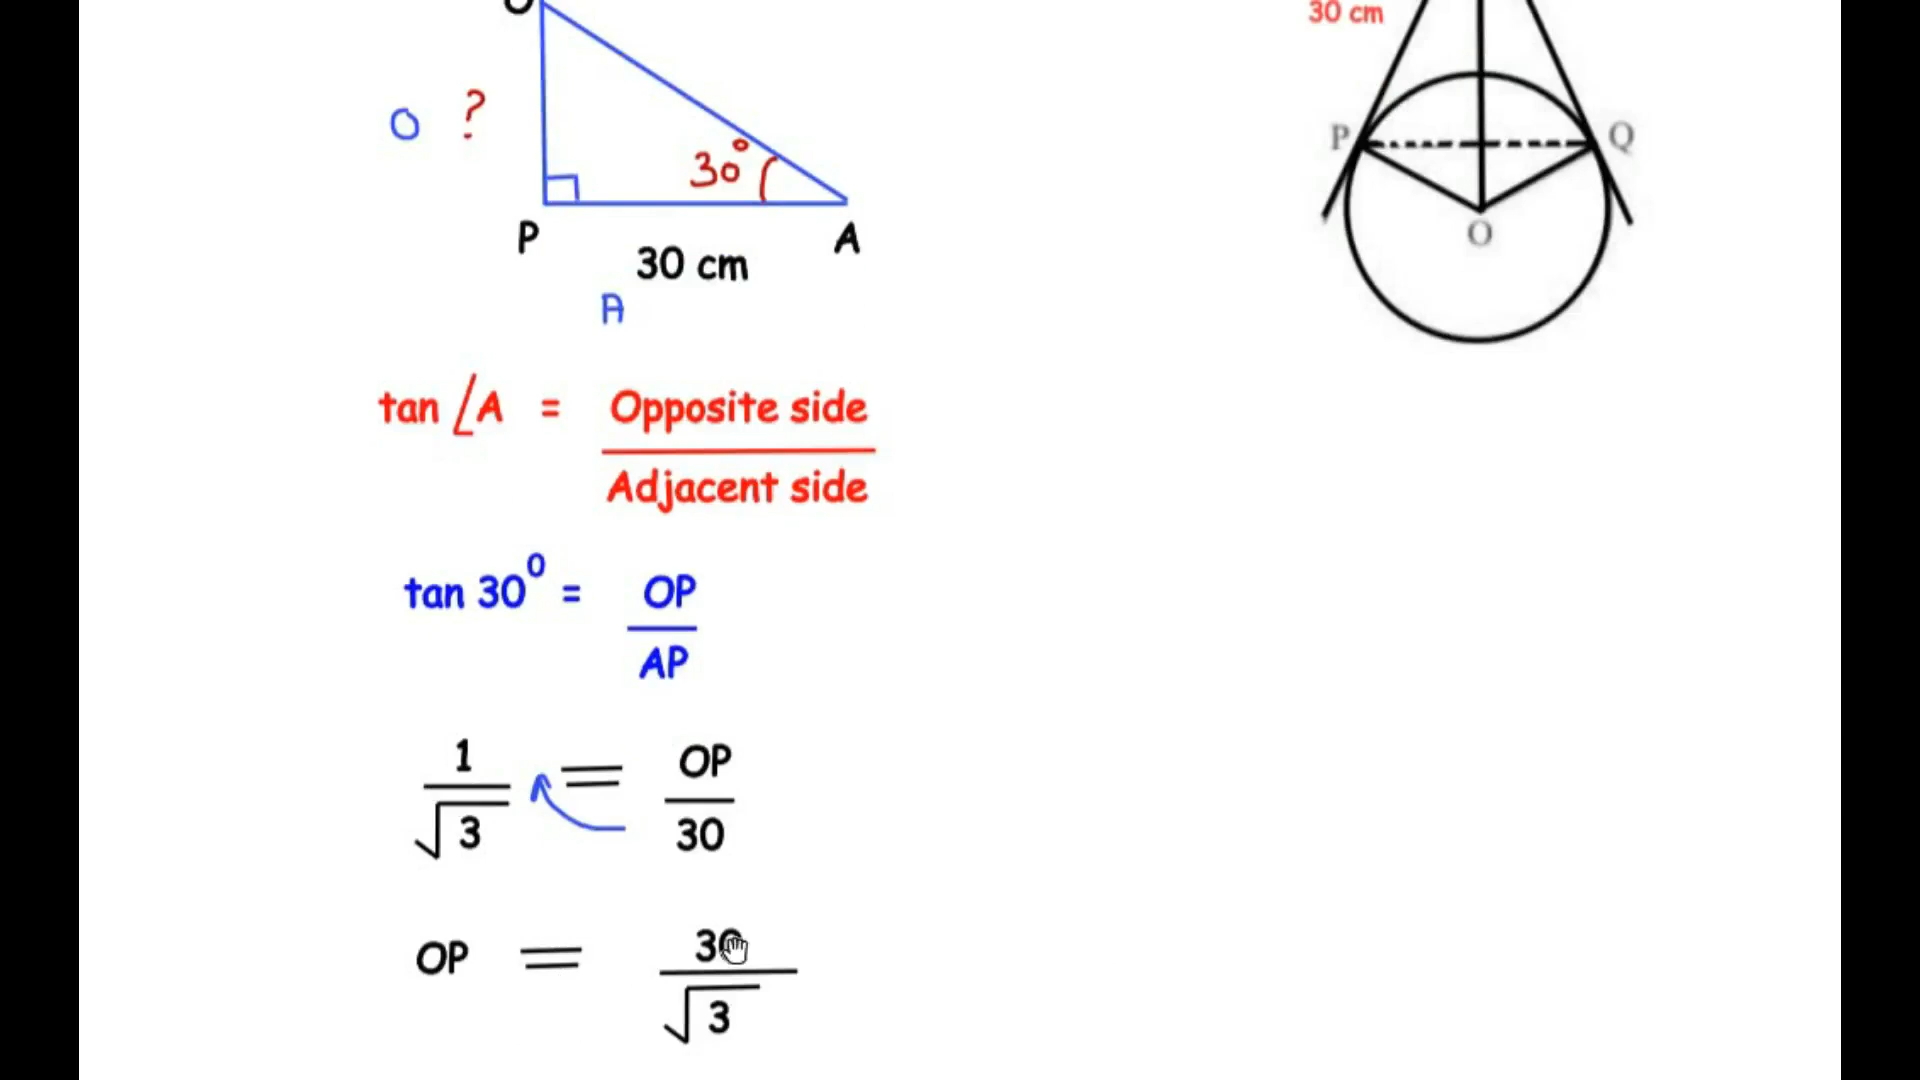 O
30 cm
O ?
30°
P
A
30 cm
A
P
Q
O
tan ∠A = Opposite side
Adjacent side
tan 30⁰ = OP
AP
1 = OP
√3 30
OP = 30
√3